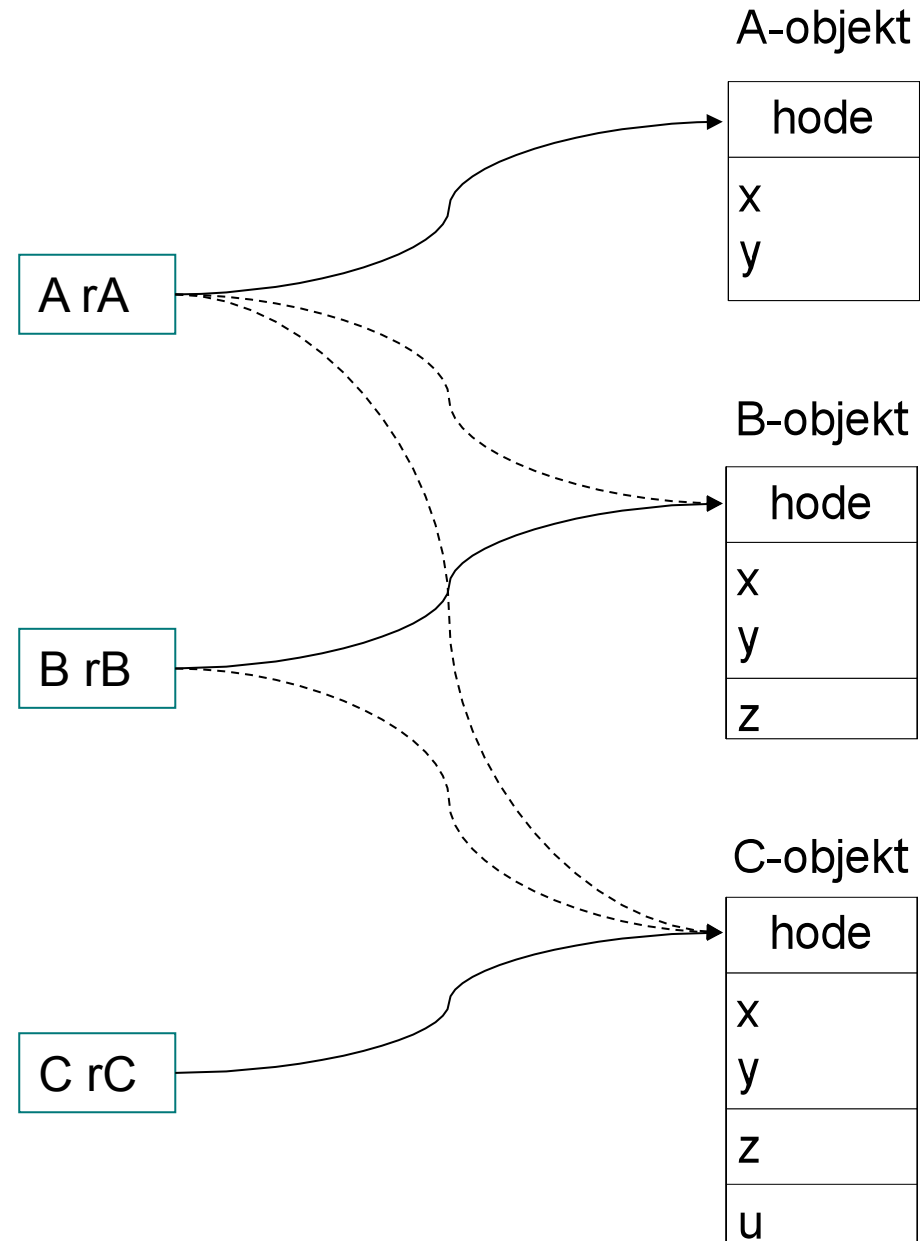 A-objekt
hode
x
y
A rA
B-objekt
hode
x
y
z
B rB
C-objekt
hode
x
y
z
u
C rC